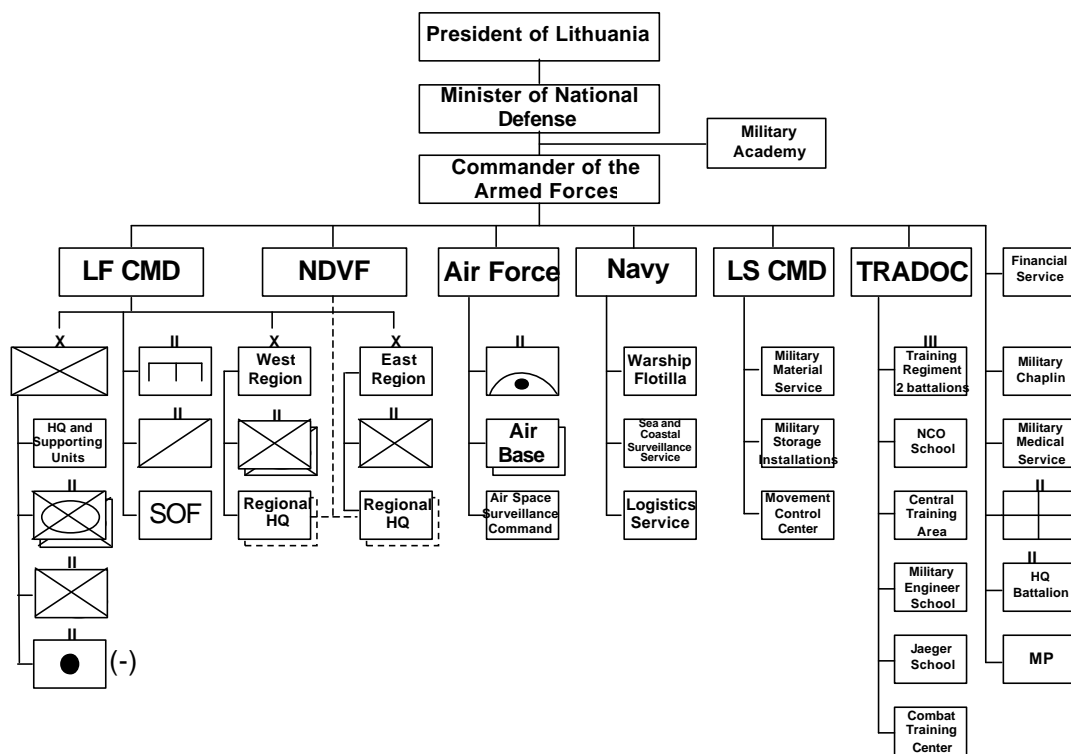 President of Lithuania
Minister of National
Defense
Military
Academy
Commander of the
Armed Forces
LF CMD
NDVF
Air Force
Navy
LS CMD
TRADOC
Financial
Service
X
II
X
West
Region
X
East
Region
II
Warship
Flotilla
Military
Material
Service
III
Training
Regiment
2 battalions
Military
Chaplin
HQ and
Supporting
Units
II
II
II
Air
Base
Sea and
Coastal
Surveillance
Service
Military
Storage
Installations
NCO
School
Military
Medical
Service
II
SOF
Regional
HQ
Regional
HQ
Air Space
Surveillance
Command
Logistics
Service
Movement
Control
Center
Central
Training
Area
II
II
Military
Engineer
School
II
HQ
Battalion
II
(-)
Jaeger
School
MP
Combat
Training
Center